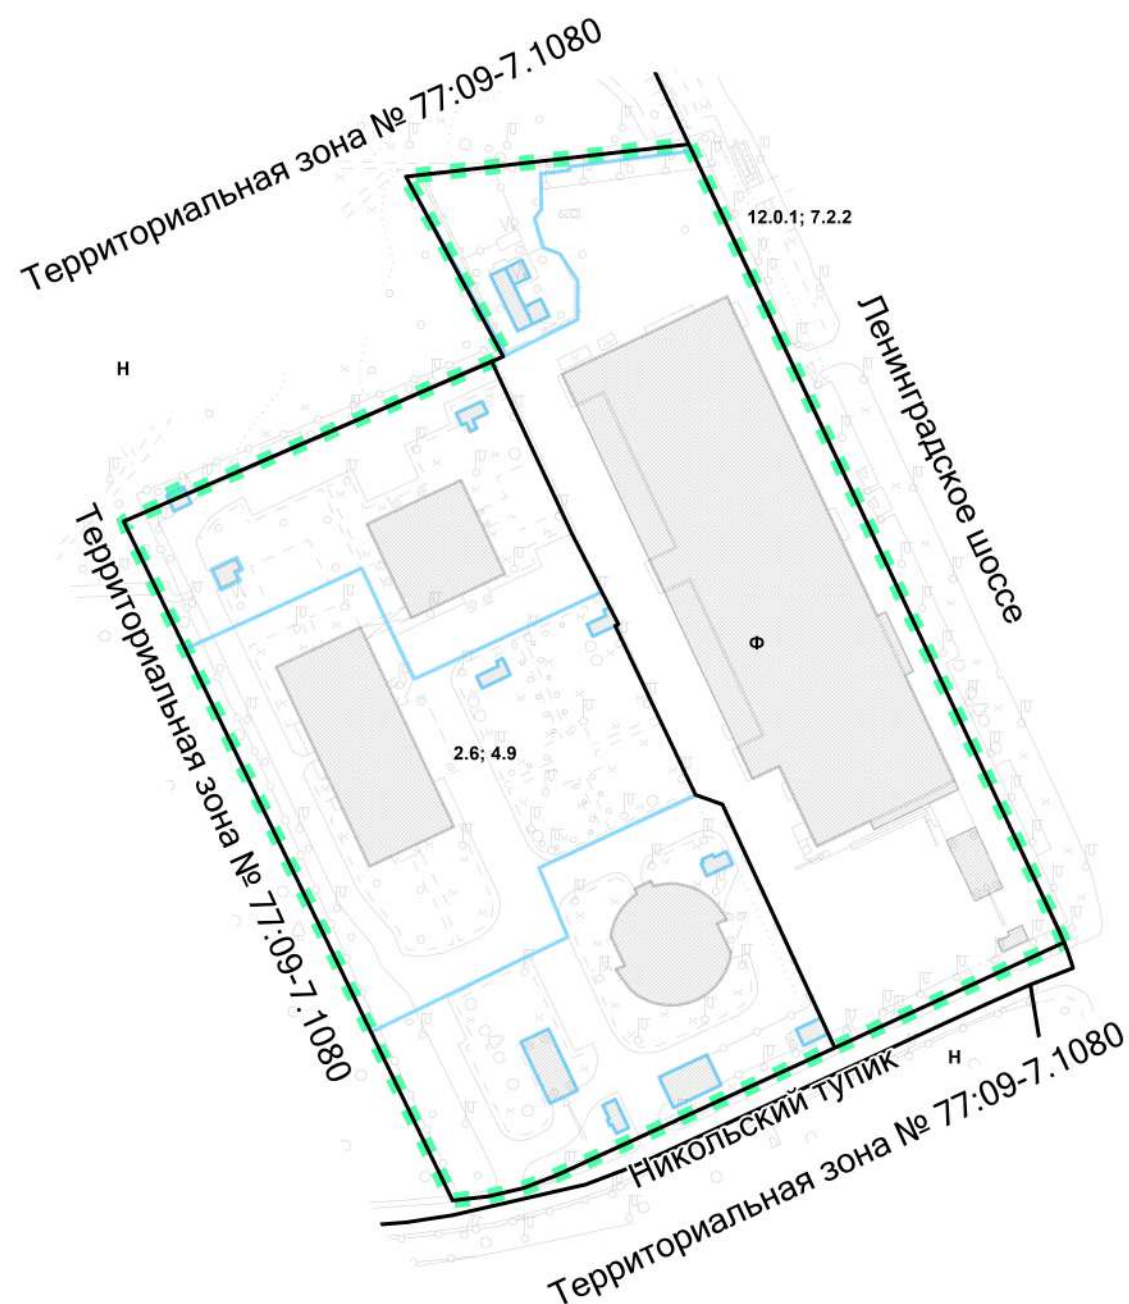 Территориальная зона № 77:09-7.1080
12.0.1; 7.2.2
Н
Ленинградское шоссе
Территориальная зона № 77:09-7.1080
Ф
2.6; 4.9
Н
Никольский тупик
Территориальная зона № 77:09-7.1080